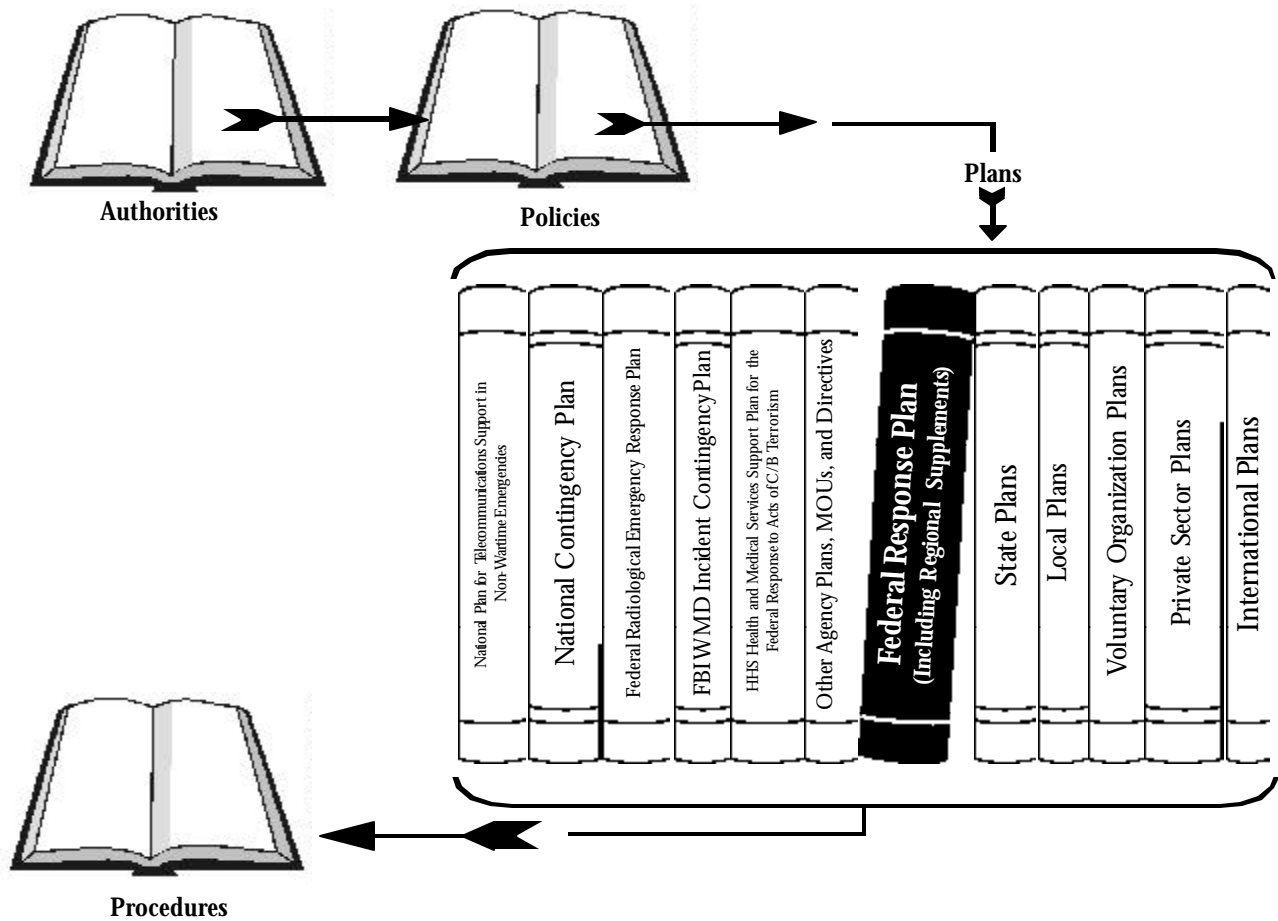 Authorities
Policies
Plans
National Plan for Telecommunications Support in
Non-Wartime Emergendes
National Contingency Plan
Federal Radiological Emergency Response Plan
FBI WMD Incident Contingency Plan
HHS Health and Medical Services Support Plan for the
Federal Response to Acts of C/B Terrorism
Other Agency Plans, MOUs, and Directives
Federal Response Plan
(Including Regional Supplements)
State Plans
Local Plans
Voluntary Organization Plans
Private Sector Plans
International Plans
Procedures